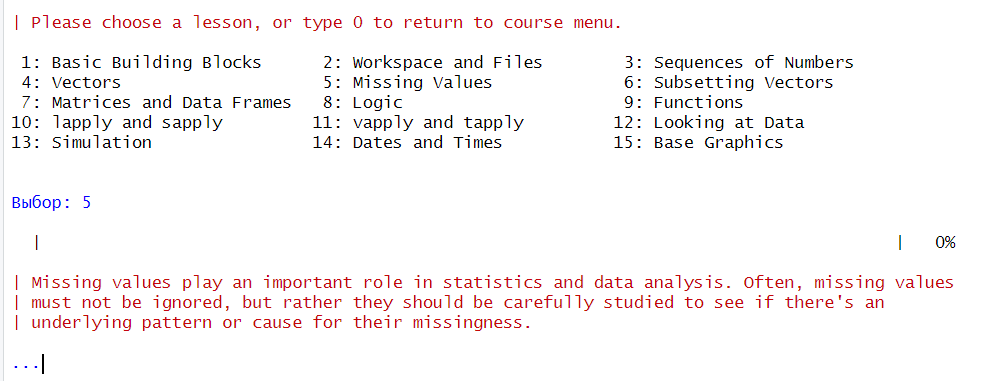 | Please choose a lesson, or type 0 to return to course menu.
1: Basic Building Blocks 2: Workspace and Files 3: Sequences of Numbers
4: Vectors 5: Missing Values 6: Subsetting Vectors
7: Matrices and Data Frames 8: Logic 9: Functions
10: lapply and sapply 11: vapply and tapply 12: Looking at Data
13: Simulation 14: Dates and Times 15: Base Graphics
Выбор: 5
| | 0%
| Missing values play an important role in statistics and data analysis. Often, missing values
| must not be ignored, but rather they should be carefully studied to see if there's an
| underlying pattern or cause for their missingness.
...